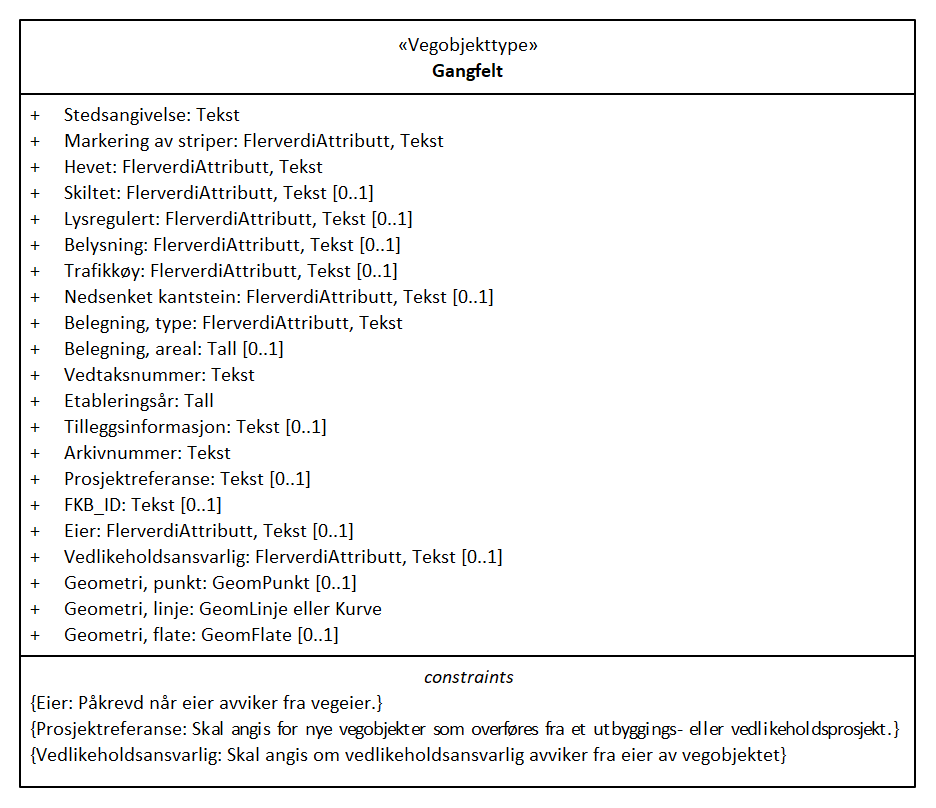 «Vegobjekttype»
Gangfelt
+ Stedsangivelse: Tekst
+ Markering av striper: FlerverdiAttributt, Tekst
+ Hevet: FlerverdiAttributt, Tekst
+ Skiltet: FlerverdiAttributt, Tekst [0..1]
+ Lysregulert: FlerverdiAttributt, Tekst [0..1]
+ Belysning: FlerverdiAttributt, Tekst [0..1]
+ Trafikkøy: FlerverdiAttributt, Tekst [0..1]
+ Nedsenket kantstein: FlerverdiAttributt, Tekst [0..1]
+ Belegning, type: FlerverdiAttributt, Tekst
+ Belegning, areal: Tall [0..1]
+ Vedtaksnummer: Tekst
+ Etableringsår: Tall
+ Tilleggsinformasjon: Tekst [0..1]
+ Arkivnummer: Tekst
+ Prosjektreferanse: Tekst [0..1]
+ FKB_ID: Tekst [0..1]
+ Eier: FlerverdiAttributt, Tekst [0..1]
+ Vedlikeholdsansvarlig: FlerverdiAttributt, Tekst [0..1]
+ Geometri, punkt: GeomPunkt [0..1]
+ Geometri, linje: GeomLinje eller Kurve
+ Geometri, flate: GeomFlate [0..1]
constraints
{Eier: Påkrevd når eier avviker fra vegeier.}
{Prosjektreferanse: Skal angis for nye vegobjekter som overføres fra et utbyggings- eller vedlikeholdsprosjekt.}
{Vedlikeholdsansvarlig: Skal angis om vedlikeholdsansvarlig avviker fra eier av vegobjektet}